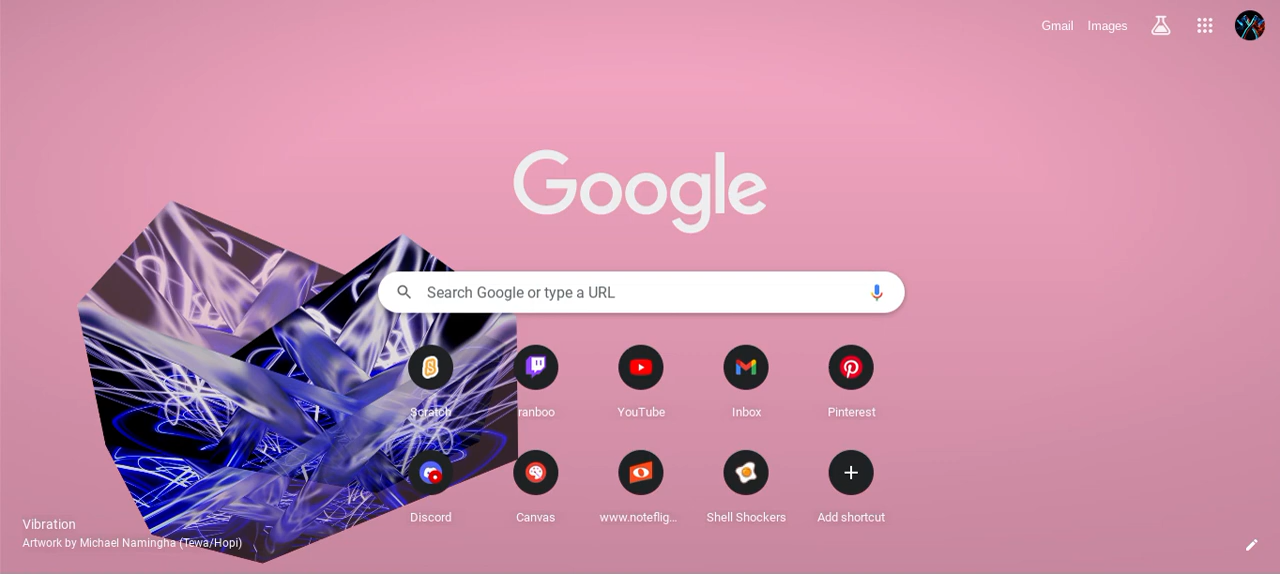 Gmail Images
Google
Search Google or type a URL
Scratch ranboo YouTube Inbox Pinterest
Discord Canvas www.noteflig... Shell Shockers Add shortcut
Vibration
Artwork by Michael Namingha (Tewa/Hopi)